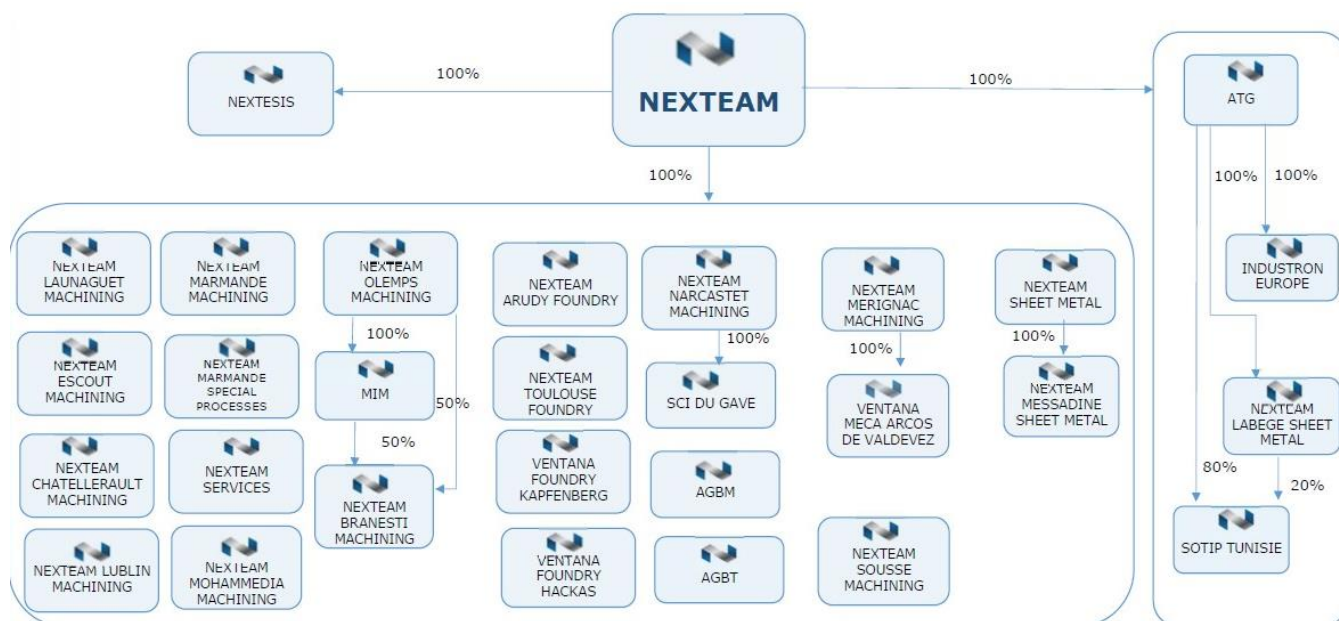 NEXTEAM
100%
NEXTESIS
100%
ATG
100%
100%
100%
INDUSTRON
EUROPE
NEXTEAM
LABEGE SHEET
METAL
80%
20%
SOTIP TUNISIE
100%
NEXTEAM
LAUNAGUET
MACHINING
NEXTEAM
MARMANDE
MACHINING
NEXTEAM
OLEMPS
MACHINING
NEXTEAM
ARUDY FOUNDRY
NEXTEAM
NARCASTET
MACHINING
NEXTEAM
MERIGNAC
MACHINING
NEXTEAM
SHEET METAL
100%
100%
100%
100%
NEXTEAM
ESCOUT
MACHINING
NEXTEAM
MARMANDE
SPECIAL
PROCESSES
MIM
50%
NEXTEAM
TOULOUSE
FOUNDRY
SCI DU GAVE
VENTANA
MECA ARCOS
DE VALDEVEZ
NEXTEAM
MESSADINE
SHEET METAL
50%
NEXTEAM
CHATELLERAULT
MACHINING
NEXTEAM
SERVICES
NEXTEAM
BRANESTI
MACHINING
VENTANA
FOUNDRY
KAPFENBERG
AGBM
NEXTEAM LUBLIN
MACHINING
NEXTEAM
MOHAMMEDIA
MACHINING
VENTANA
FOUNDRY
HACKAS
AGBT
NEXTEAM
SOUSSE
MACHINING